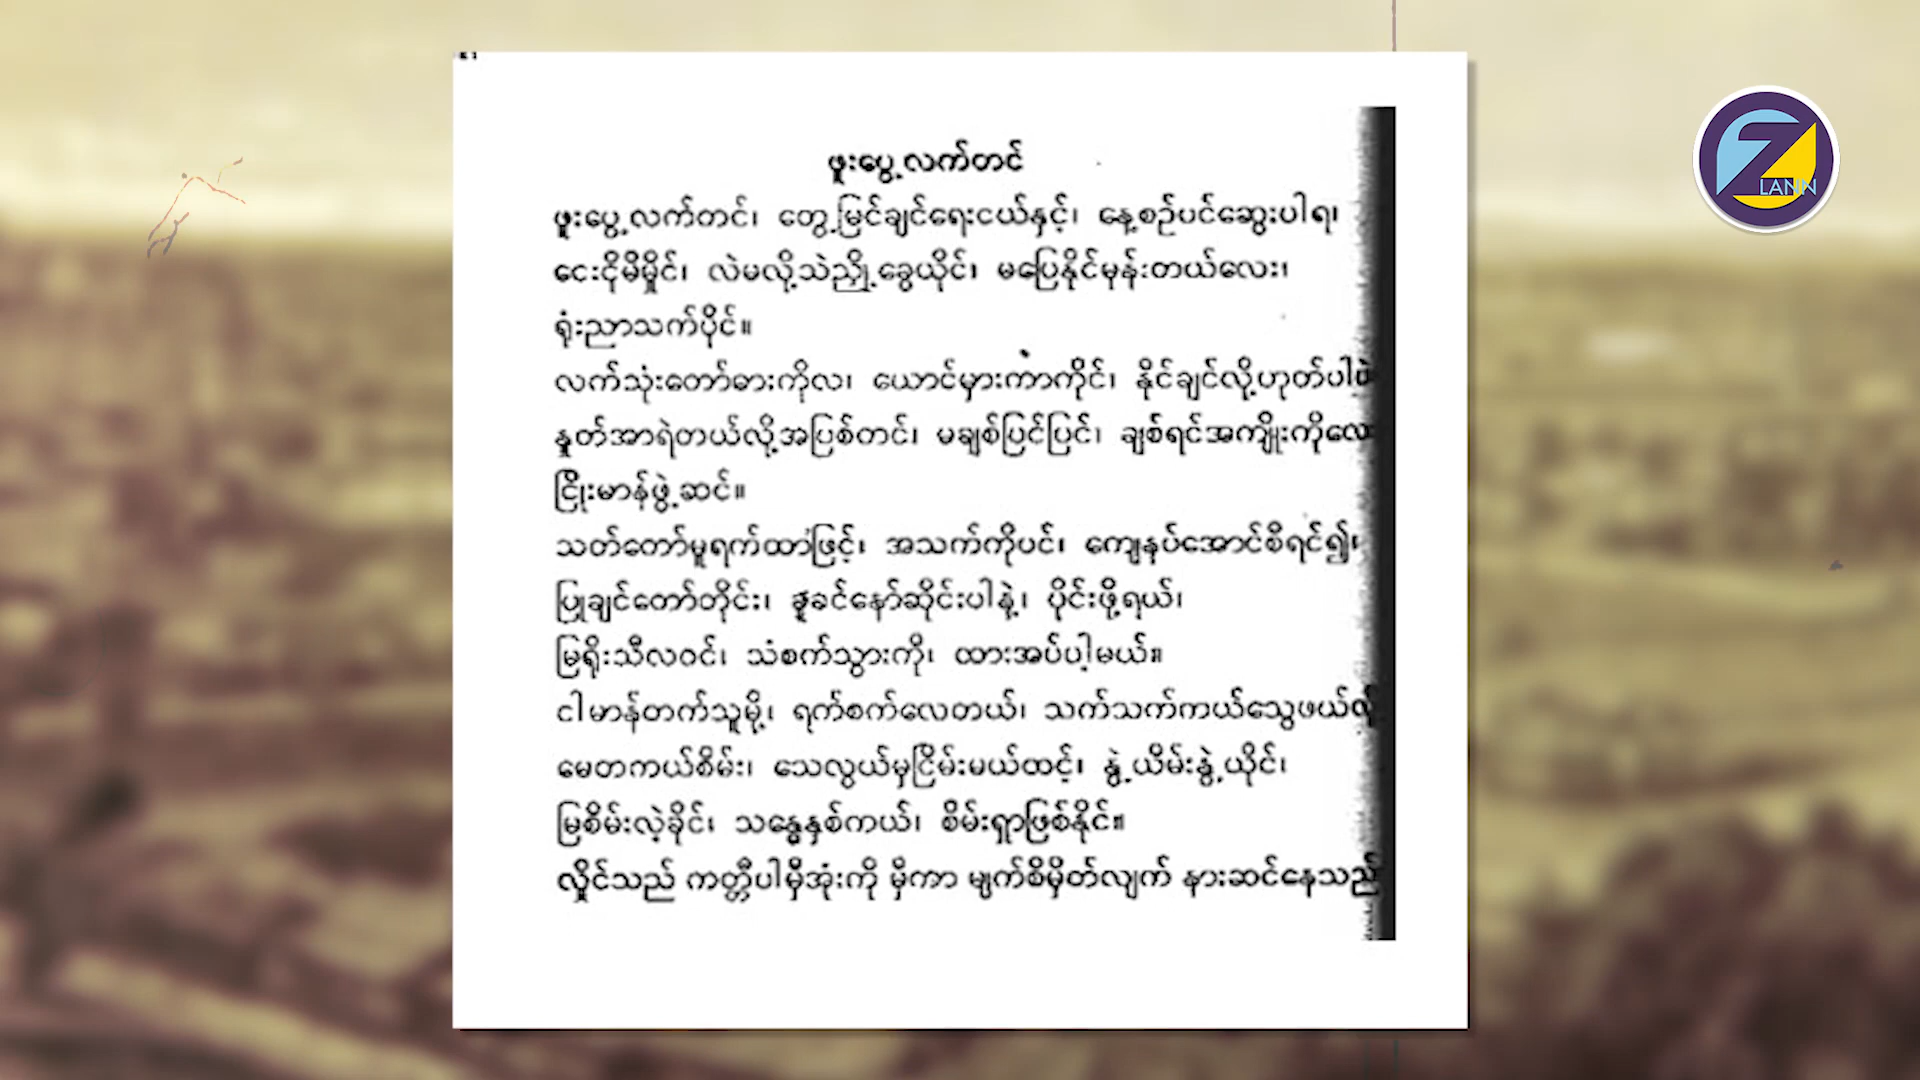 ဖူးပွေ့လက်တင်
ဖူးပွေ့လက်တင်၊ တွေ့မြင်ချင်ရေးငယ်နှင့်၊ နေ့စဉ်ပင်ဆွေးပါရ၊
ငေးငိုမိမှိုင်၊ လဲမလို့သဲညှို့ခွေယိုင်၊ မပြေနိုင်မုန်းတယ်လေး၊
ရုံးညာသက်ပိုင်။
လက်သုံးတော်ဓားကိုလ၊ ယောင်မှားကာကိုင်၊ နိုင်ချင်လို့ဟုတ်ပါ
နှုတ်အာရဲတယ်လို့အပြစ်တင်၊ မချစ်ပြင်ပြင်၊ ချစ်ရင်အကျိုးကိုလေ
ငြိုးမာန်ဖွဲ့ဆင်။
သတ်တော်မူရက်ထာဖြင့်၊ အသက်ကိုပင်၊ ကျေနပ်အောင်စီရင်၍၊
ပြုချင်တော်တိုင်း၊ ခူခင်နော်ဆိုင်းပါနဲ့၊ ပိုင်းဖို့ရယ်၊
မြရိုးသီလဝင်၊ သံစက်သွားကို၊ ထားအပ်ပါ့မယ်။
ငါမာန်တက်သူမို့၊ ရက်စက်လေတယ်၊ သက်သက်ကယ်သွေဖယ်လို့
မေတကယ်စိမ်း၊ သေလွယ်မှငြိမ်းမယ်ထင့်၊ နွဲ့ယိမ်းနွဲ့ယိုင်၊
မြစိမ်းလဲ့ခိုင်၊ သန္ဓေနှစ်ကယ်၊ စိမ်းရှာဖြစ်နိုင်။
လှိုင်သည် ကတ္တီပါမှီအုံးကို မှီကာ မျက်စိမှိတ်လျက် နားဆင်နေသည်
Z LANN